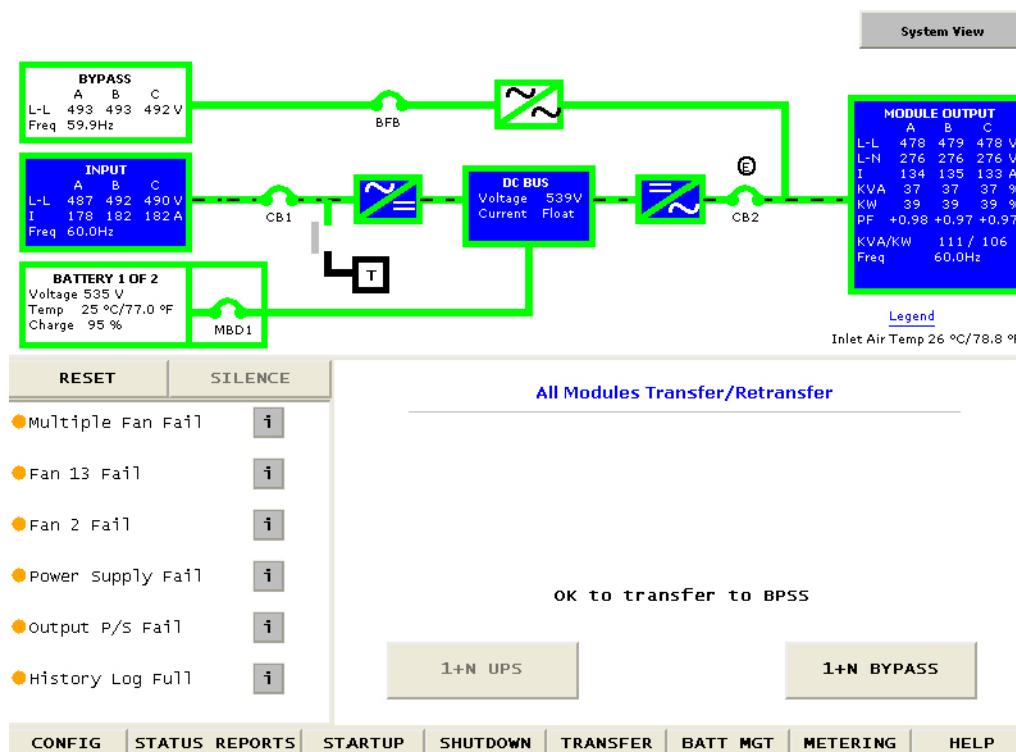 System View
BYPASS
A B C
L-L 493 493 492 V
Freq 59.9Hz
BFB
MODULE OUTPUT
A B C
L-L 478 479 478 V
L-N 276 276 276 V
I 134 135 133 A
KVA 37 37 37 %
KW 39 39 39 %
PF +0.98 +0.97 +0.97
KVA/KW 111 / 106
Freq 60.0Hz
INPUT
A B C
L-L 487 492 490 V
I 178 182 182 A
Freq 60.0Hz
CB1
DC BUS
Voltage 539V
Current Float
E
CB2
T
BATTERY 1 OF 2
Voltage 535 V
Temp 25 ºC/77.0 ºF
Charge 95 %
MBD1
Legend
Inlet Air Temp 26 ºC/78.8 ºF
RESET SILENCE
Multiple Fan Fail i
Fan 13 Fail i
Fan 2 Fail i
Power Supply Fail i
Output P/S Fail i
History Log Full i
All Modules Transfer/Retransfer
OK to transfer to BPSS
1+N UPS 1+N BYPASS
CONFIG STATUS REPORTS STARTUP SHUTDOWN TRANSFER BATT MGT METERING HELP